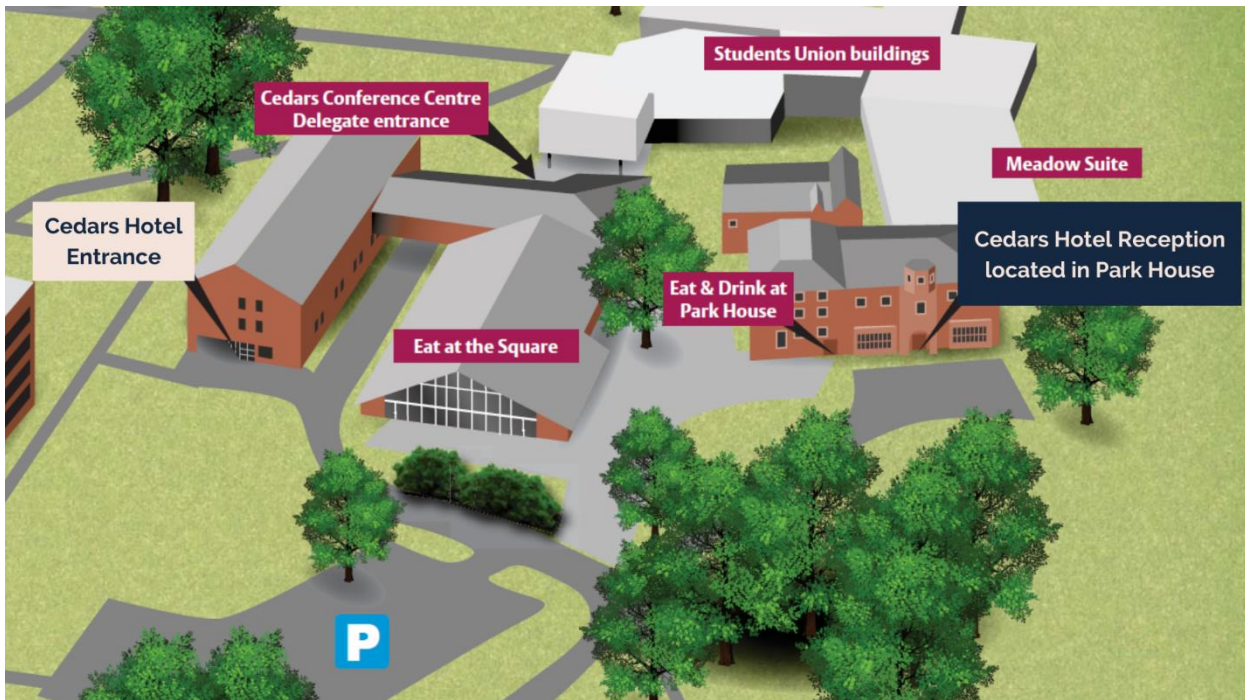 Students Union buildings
Cedars Conference Centre
Delegate entrance
Meadow Suite
Cedars Hotel
Entrance
Cedars Hotel Reception
located in Park House
Eat & Drink at
Park House
Eat at the Square
P